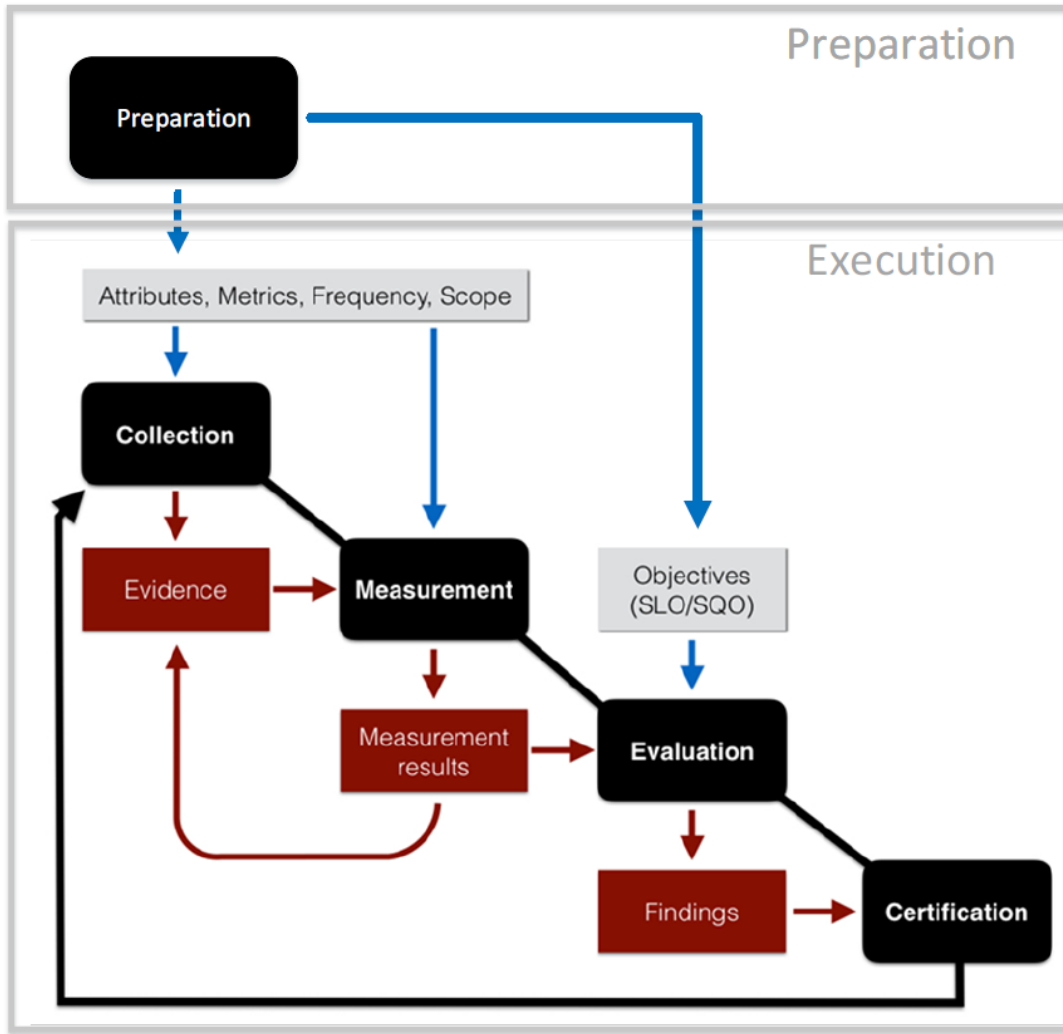 Preparation
Preparation
Execution
Attributes, Metrics, Frequency, Scope
Collection
Evidence
Measurement
Objectives
(SLO/SQO)
Measurement
results
Evaluation
Findings
Certification